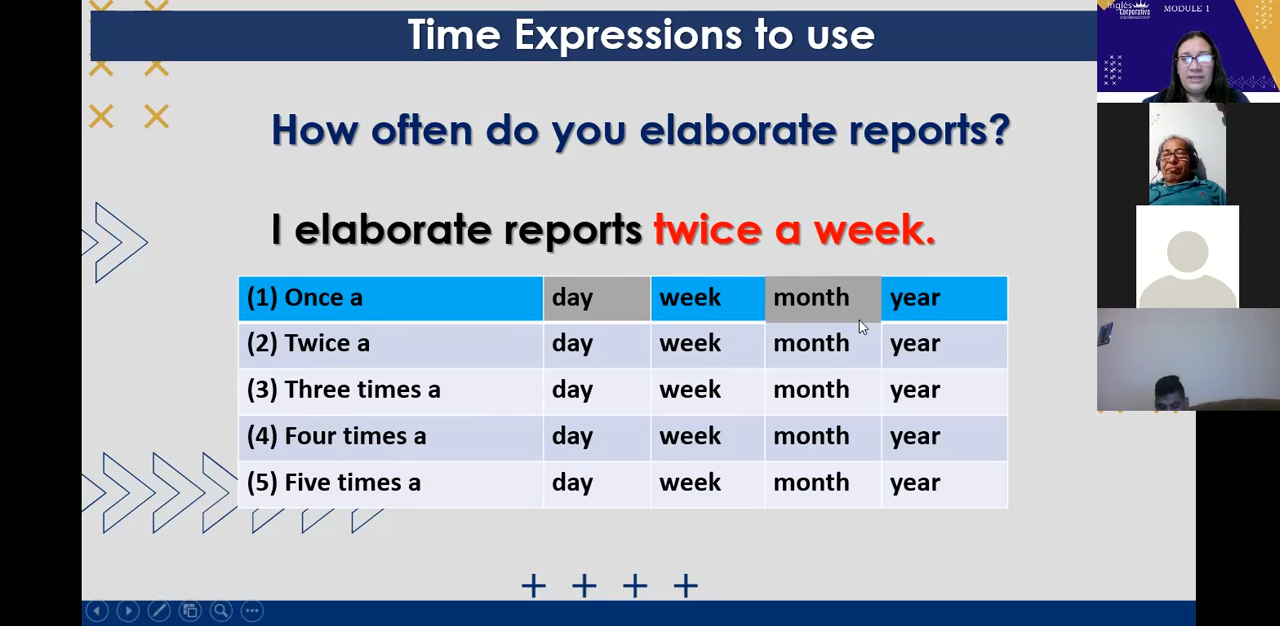 Time Expressions to use
How often do you elaborate reports?
I elaborate reports twice a week.
(1) Once a day week month year
(2) Twice a day week month year
(3) Three times a day week month year
(4) Four times a day week month year
(5) Five times a day week month year
Inglés
Corporativo
MODULE 1